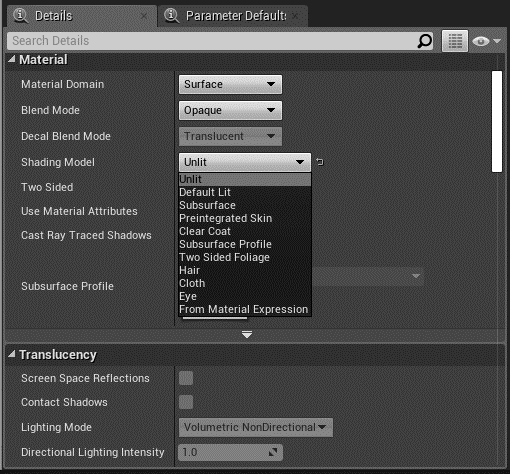 Details
Parameter Defaults
Search Details
Material
Material Domain
Surface
Blend Mode
Opaque
Decal Blend Mode
Translucent
Shading Model
Unlit
Unlit
Default Lit
Subsurface
Preintegrated Skin
Clear Coat
Subsurface Profile
Two Sided Foliage
Hair
Cloth
Eye
From Material Expression
Two Sided
Use Material Attributes
Cast Ray Traced Shadows
Subsurface Profile
Translucency
Screen Space Reflections
Contact Shadows
Lighting Mode
Volumetric NonDirectional
Directional Lighting Intensity
1.0